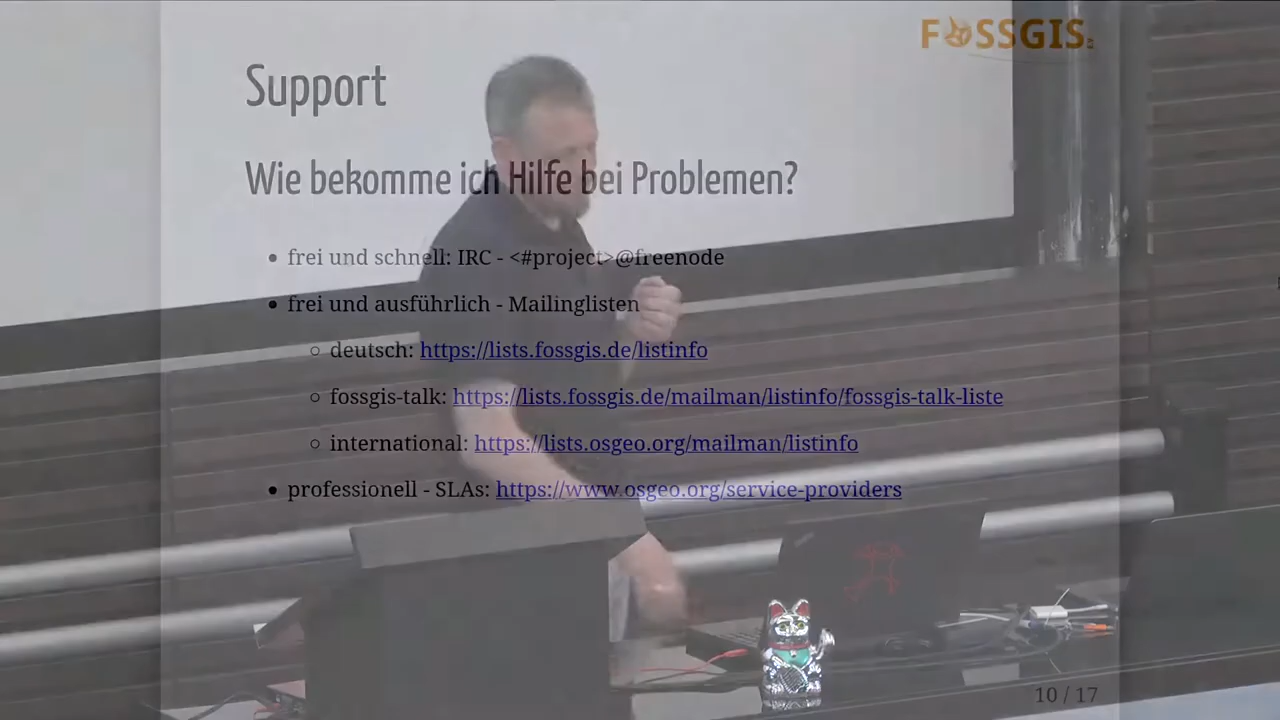 FOSSGIS e.V.
Support
Wie bekomme ich Hilfe bei Problemen?
frei und schnell: IRC - <#project>@freenode
frei und ausführlich - Mailinglisten
deutsch: https://lists.fossgis.de/listinfo
fossgis-talk: https://lists.fossgis.de/mailman/listinfo/fossgis-talk-liste
international: https://lists.osgeo.org/mailman/listinfo
professionell - SLAs: https://www.osgeo.org/service-providers
10 / 17